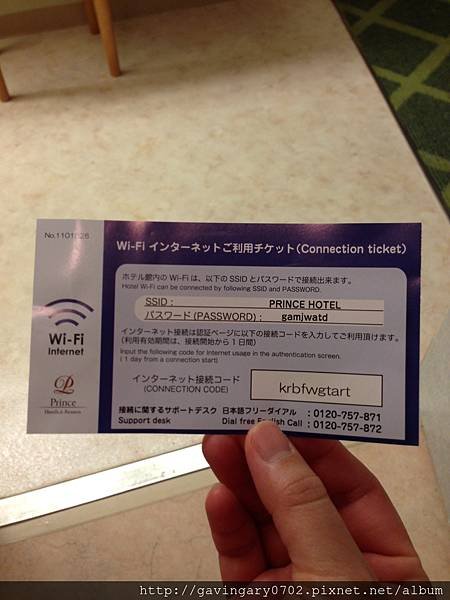 No.1101626
Wi-Fi インターネットご利用チケット(Connection ticket)
ホテル館内の Wi-Fi は、以下の SSID とパスワードで接続出来ます。
Hotel Wi-Fi can be connected by following SSID and PASSWORD.
SSID : PRINCE HOTEL
パスワード (PASSWORD) : gamjwatd
インターネット接続は認証ページに以下の接続コードを入力してご利用頂けます。
(利用有効期間は、接続開始から1日間)
Input the following code for Internet usage in the authentication screen.
( 1 day from a connection start)
インターネット接続コード
(CONNECTION CODE)
krbfwgtart
接続に関するサポートデスク 日本語フリーダイアル : 0120-757-871
Support desk Dial free English Call : 0120-757-872
Wi-Fi
Internet
Prince
Hotels & Resorts
http://gavingary0702.pixnet.net/album